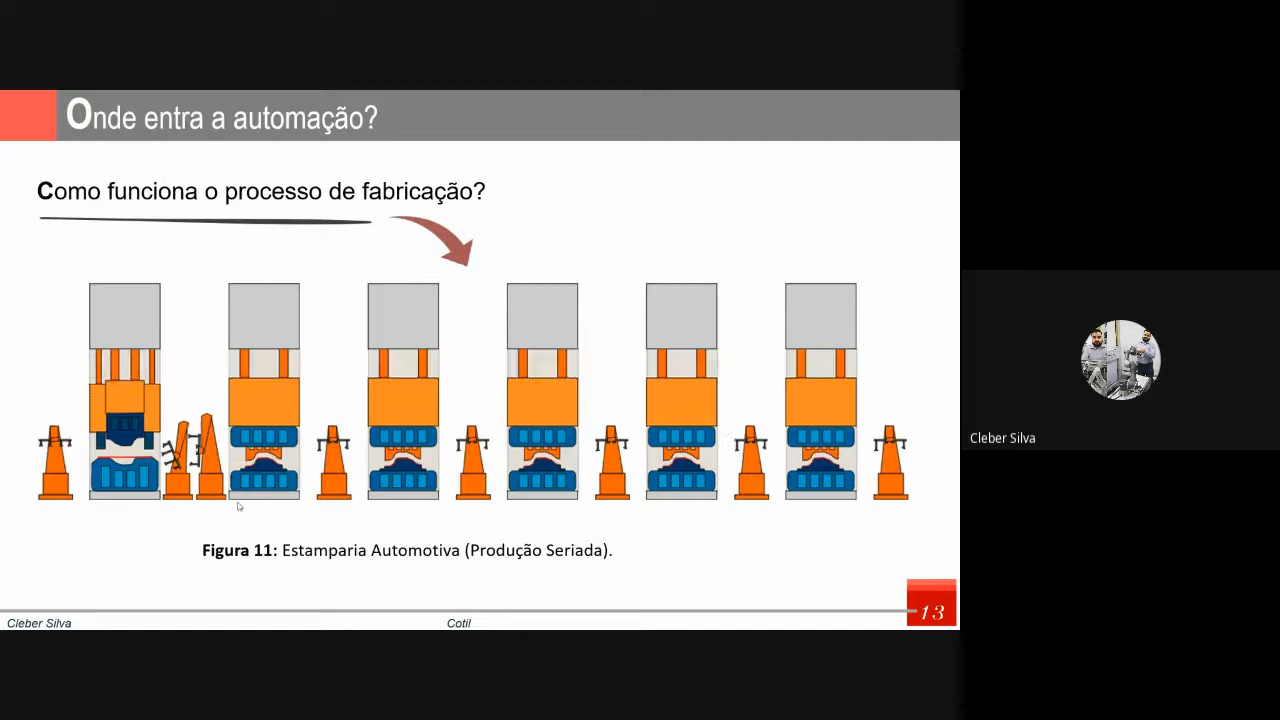 Onde entra a automação?
Como funciona o processo de fabricação?
Figura 11: Estamparia Automotiva (Produção Seriada).
Cleber Silva
Cotil
13
Cleber Silva